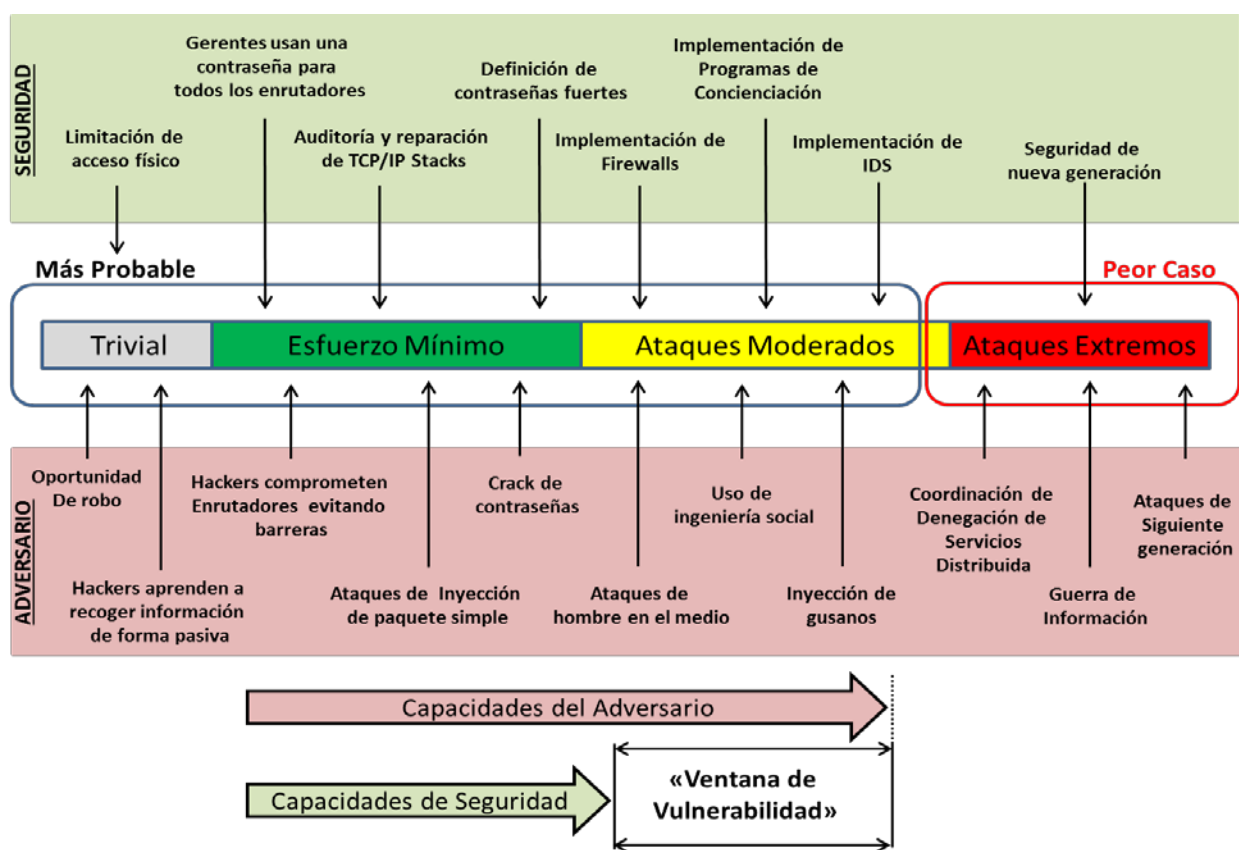 SEGURIDAD
Gerentes usan una
contraseña para
todos los enrutadores
Implementación de
Programas de
Concienciación
Definición de
contraseñas fuertes
Limitación de
acceso físico
Auditoría y reparación
de TCP/IP Stacks
Implementación de
Firewalls
Implementación de
IDS
Seguridad de
nueva generación
Más Probable
Peor Caso
Trivial
Esfuerzo Mínimo
Ataques Moderados
Ataques Extremos
ADVERSARIO
Oportunidad
De robo
Hackers comprometen
Enrutadores evitando
barreras
Crack de
contraseñas
Uso de
ingeniería social
Coordinación de
Denegación de
Servicios
Distribuida
Ataques de
Siguiente
generación
Hackers aprenden a
recoger información
de forma pasiva
Ataques de Inyección
de paquete simple
Ataques de
hombre en el medio
Inyección de
gusanos
Guerra de
Información
Capacidades del Adversario
Capacidades de Seguridad
«Ventana de
Vulnerabilidad»